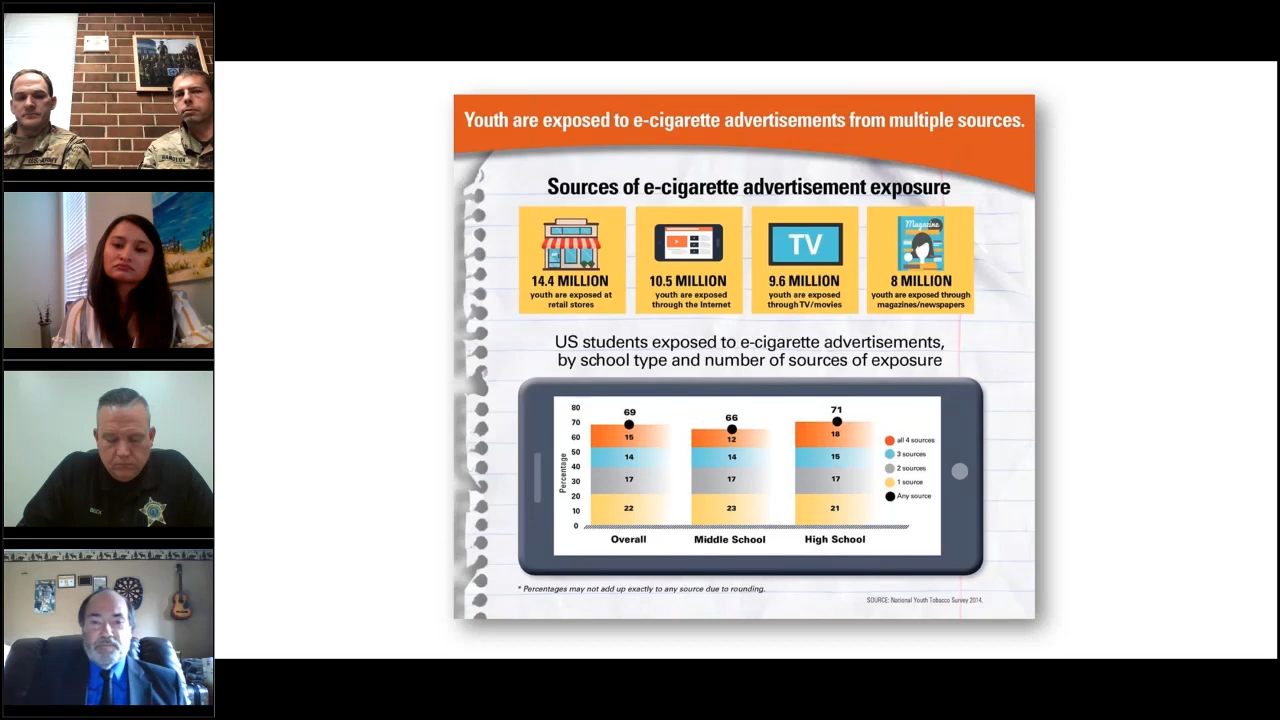 U.S. ARMY
Youth are exposed to e-cigarette advertisements from multiple sources.
Sources of e-cigarette advertisement exposure
Magazine
TV
14.4 MILLION
youth are exposed at
retail stores
10.5 MILLION
youth are exposed
through the Internet
9.6 MILLION
youth are exposed
through TV/movies
8 MILLION
youth are exposed through
magazines/newspapers
US students exposed to e-cigarette advertisements,
by school type and number of sources of exposure
Percentage
80
70
60
50
40
30
20
10
0
69
15
14
17
22
66
12
14
17
23
71
18
15
17
21
all 4 sources
3 sources
2 sources
1 source
Any source
Overall
Middle School
High School
* Percentages may not add up exactly to any source due to rounding.
SOURCE: National Youth Tobacco Survey 2014.